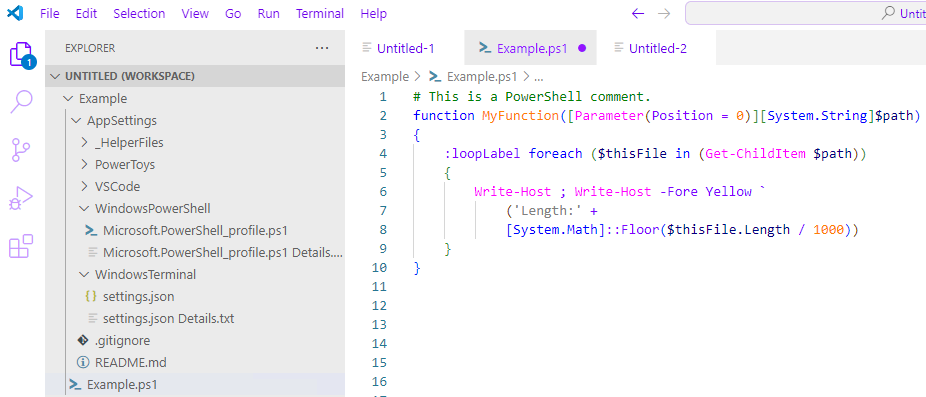 File Edit Selection View Go Run Terminal Help
Untit
EXPLORER
1
UNTITLED (WORKSPACE)
Example
AppSettings
_HelperFiles
PowerToys
VSCode
WindowsPowerShell
Microsoft.PowerShell_profile.ps1
Microsoft.PowerShell_profile.ps1 Details....
WindowsTerminal
{} settings.json
settings.json Details.txt
.gitignore
README.md
Example.ps1
Untitled-1 Example.ps1 Untitled-2
Example > Example.ps1 > ...
1 # This is a PowerShell comment.
2 function MyFunction([Parameter(Position = 0)][System.String]$path)
3 {
4 :loopLabel foreach ($thisFile in (Get-ChildItem $path))
5 {
6 Write-Host ; Write-Host -Fore Yellow `
7 ('Length:' +
8 [System.Math]::Floor($thisFile.Length / 1000))
9 }
10 }
11
12
13
14
15
16